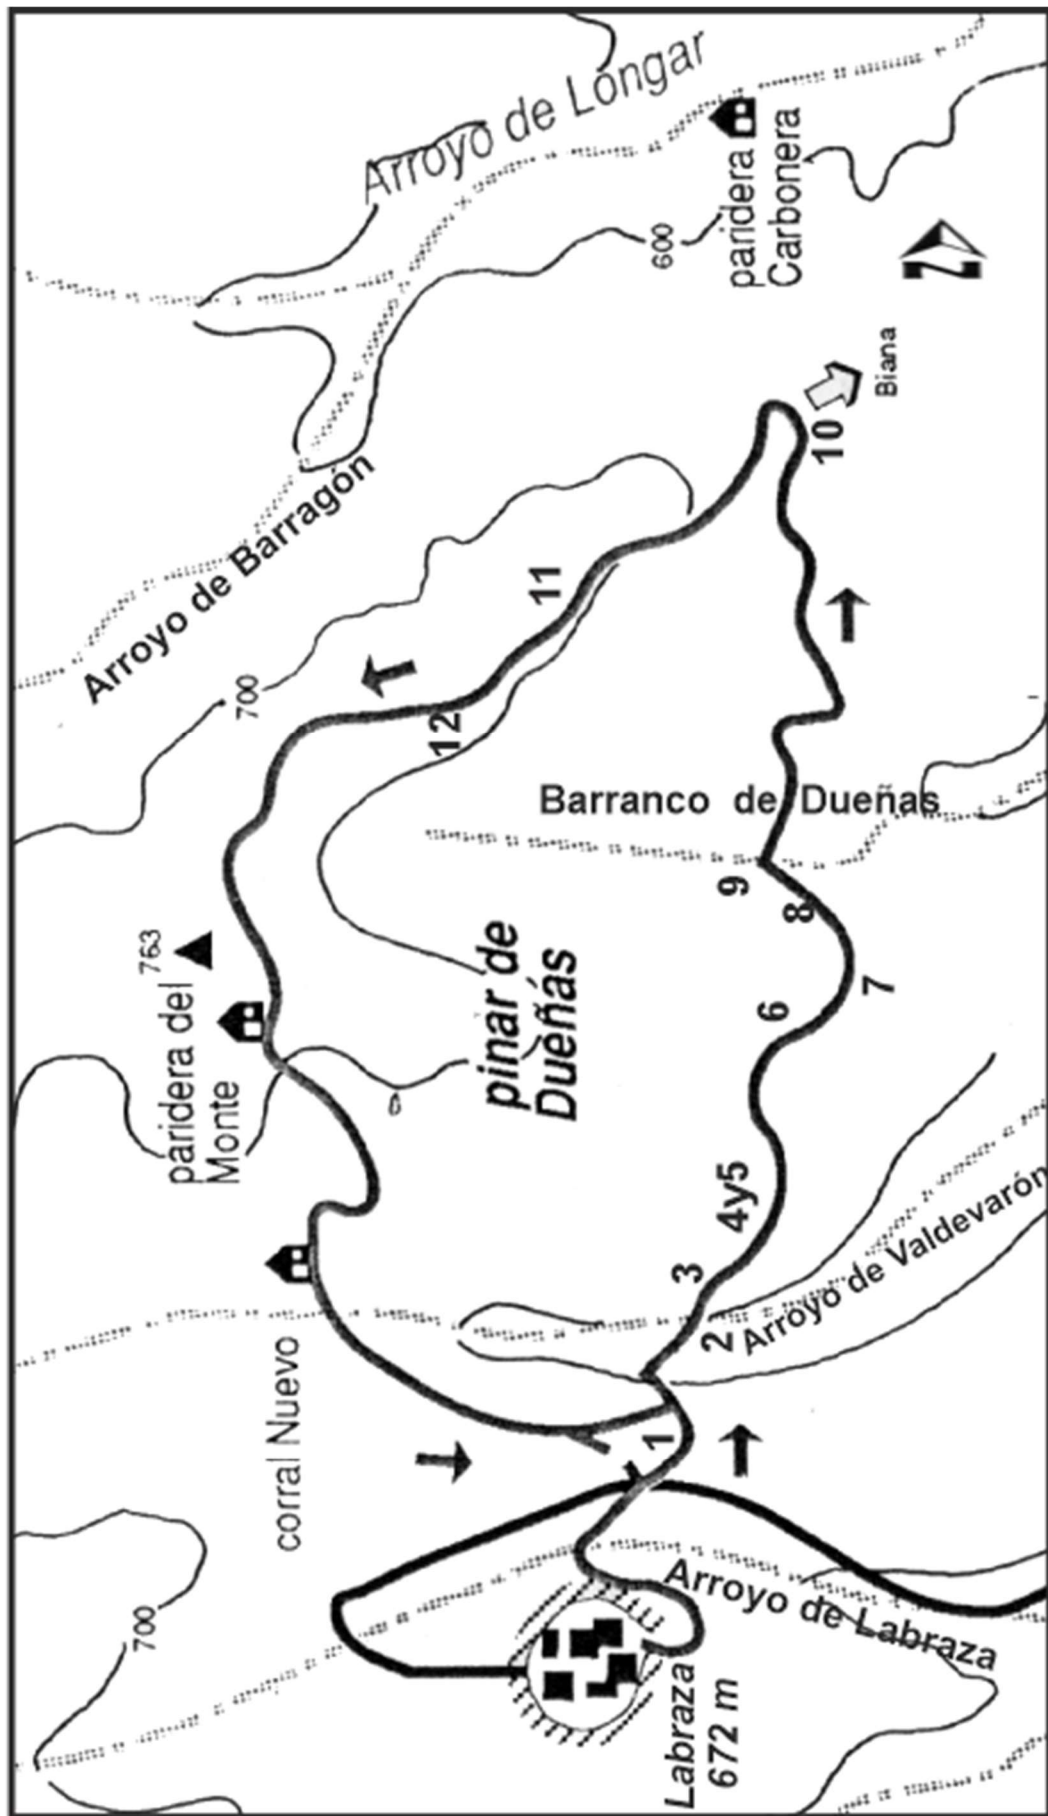 Arroyo de Lóngar
paridera
Carbonera
600
N
Biana
10
Arroyo de Barragón
11
700
12
Barranco de Dueñas
9
8
7
6
763
paridera del
Monte
pinar de
Dueñás
4y5
3
2
Arroyo de Valdevarón
corral Nuevo
1
700
Arroyo de Labraza
Labraza
672 m